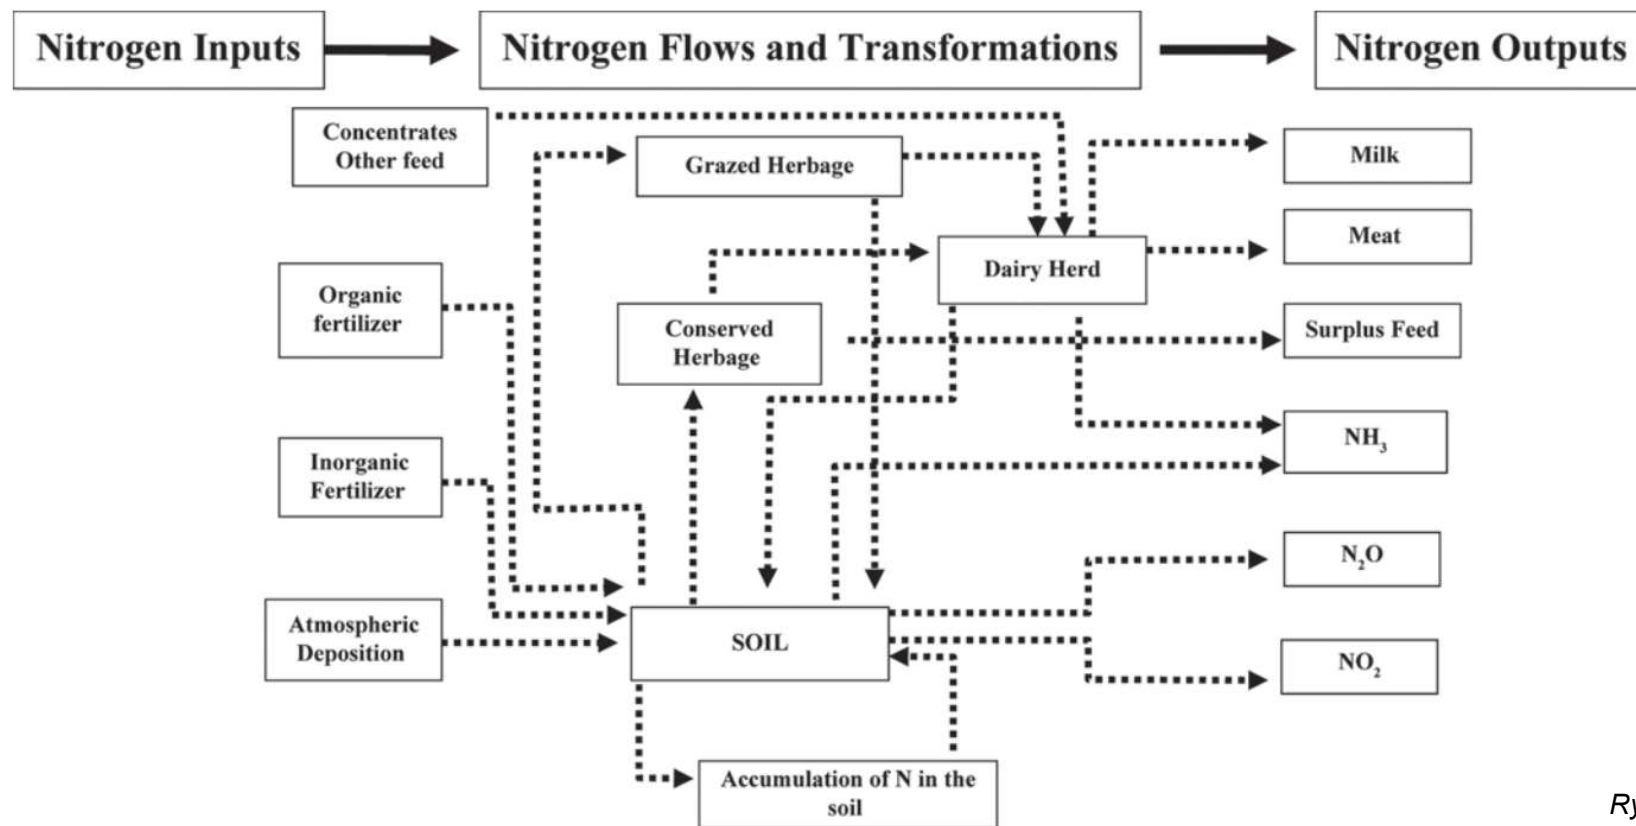 Nitrogen Inputs
Nitrogen Flows and Transformations
Nitrogen Outputs
Concentrates
Other feed
Grazed Herbage
Milk
Dairy Herd
Meat
Organic
fertilizer
Conserved
Herbage
Surplus Feed
Inorganic
Fertilizer
NH₃
N₂O
Atmospheric
Deposition
SOIL
NO₂
Accumulation of N in the
soil
Ry